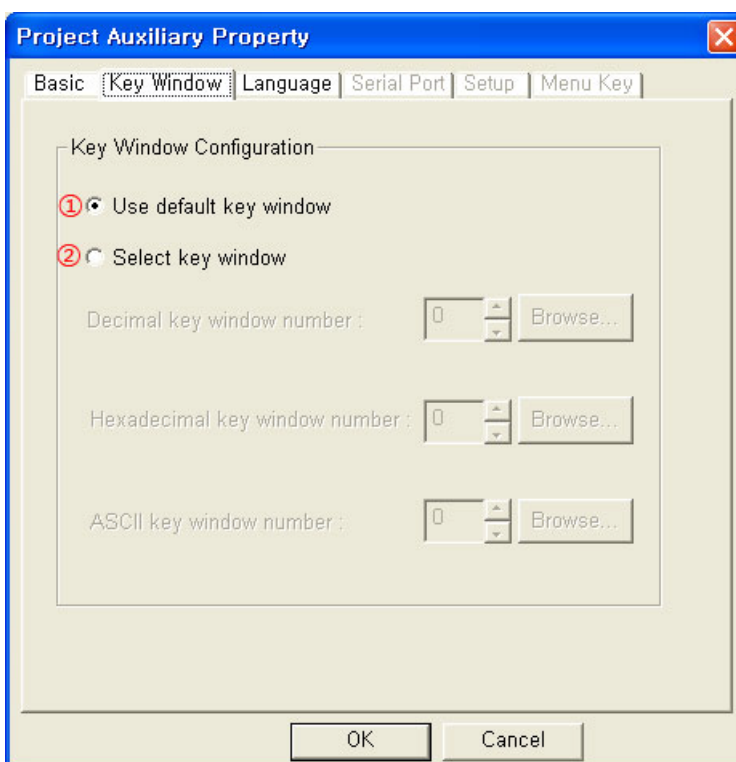 Project Auxiliary Property
Basic Key Window Language Serial Port Setup Menu Key
Key Window Configuration
① Use default key window
② Select key window
Decimal key window number : 0 Browse...
Hexadecimal key window number : 0 Browse...
ASCII key window number : 0 Browse...
OK Cancel